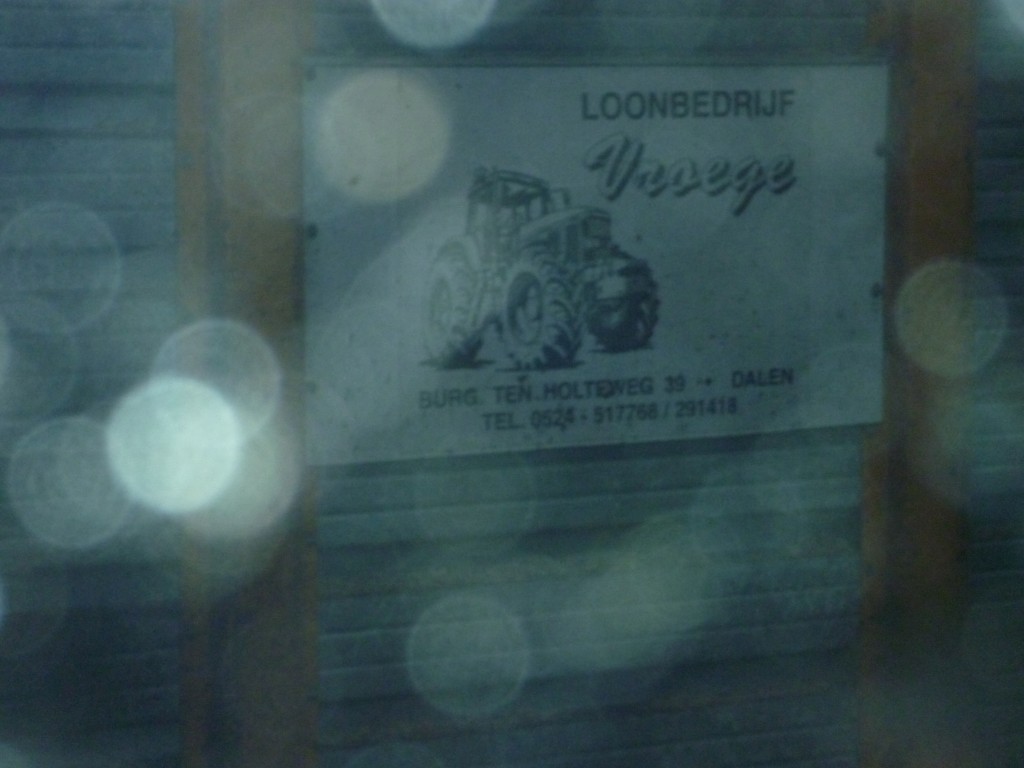 LOONBEDRIJF
Vroege
BURG. TEN HOLTEWEG 39 - DALEN
TEL. 0524 - 517768 / 291418